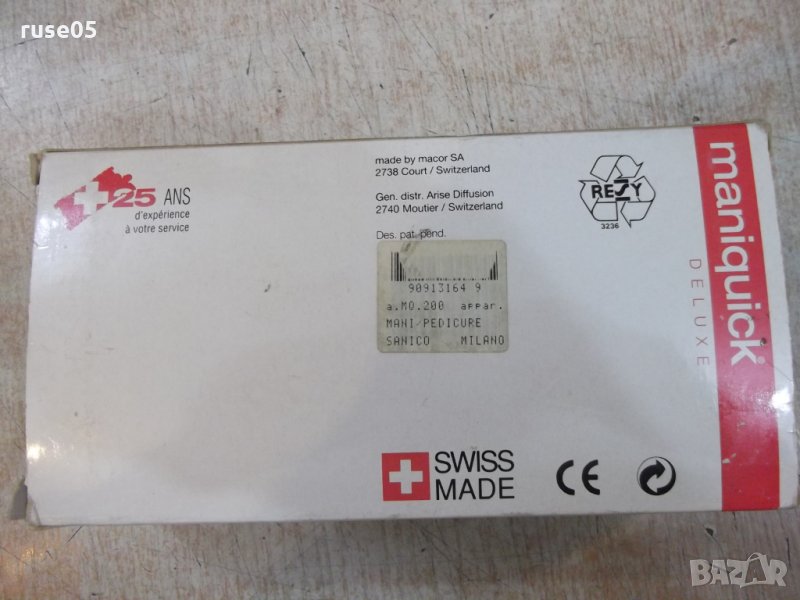 ruse05
25 ANS
d'expérience
à votre service
made by macor SA
2738 Court / Switzerland
Gen. distr. Arise Diffusion
2740 Moutier / Switzerland
Des. pat. pend.
90913164 9
a.MQ.200 appar.
MANI-PEDICURE
SANICO MILANO
RESY
3236
maniquick®
DELUXE
SWISS
MADE
CE
BAZAR